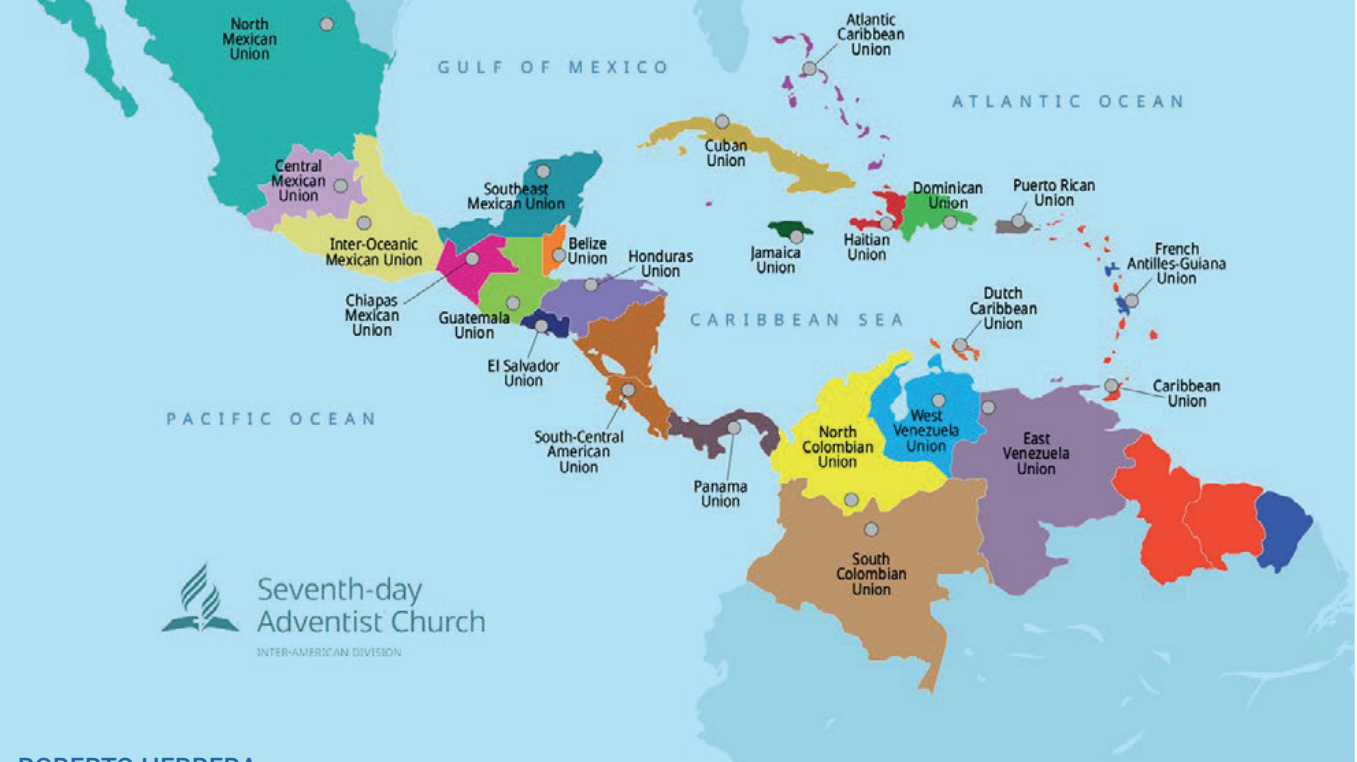 North
Mexican
Union
Atlantic
Caribbean
Union
GULF OF MEXICO
ATLANTIC OCEAN
Cuban
Union
Central
Mexican
Union
Southeast
Mexican Union
Dominican
Union
Puerto Rican
Union
Inter-Oceanic
Mexican Union
Belize
Union
Honduras
Union
Jamaica
Union
Haitian
Union
French
Antilles-Guiana
Union
Chiapas
Mexican
Union
Guatemala
Union
CARIBBEAN SEA
Dutch
Caribbean
Union
El Salvador
Union
Caribbean
Union
PACIFIC OCEAN
South-Central
American
Union
Panama
Union
North
Colombian
Union
West
Venezuela
Union
East
Venezuela
Union
South
Colombian
Union
Seventh-day
Adventist Church
INTER-AMERICAN DIVISION
ROBERTO HERRERA